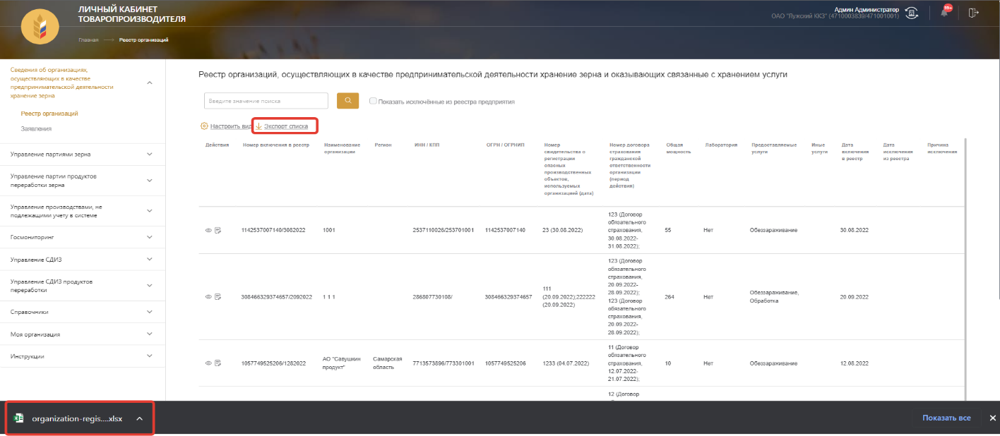 ЛИЧНЫЙ КАБИНЕТ
ТОВАРОПРОИЗВОДИТЕЛЯ
Админ Администратор
ОАО "Лужский ККЗ" (4710003839/471001001)
99+
Главная
Реестр организаций
Сведения об организациях,
осуществляющих в качестве
предпринимательской деятельности
хранение зерна
Реестр организаций
Заявления
Управление партиями зерна
Управление партии продуктов
переработки зерна
Управление производствами, не
подлежащими учету в системе
Госмониторинг
Управление СДИЗ
Управление СДИЗ продуктов
переработки
Справочники
Моя организация
Инструкции
Реестр организаций, осуществляющих в качестве предпринимательской деятельности хранение зерна и оказывающих связанные с хранением услуги
Введите значение поиска
Показать исключённые из реестра предприятия
Настроить вид
Экспорт списка
Действия
Номер включения в реестр
Наименование
организации
Регион
ИНН / КПП
ОГРН / ОГРНИП
Номер
свидетельства о
регистрации
опасных
производственных
объектов,
используемых
организацией (дата)
Номер договора
страхования
гражданской
ответственности
организации
(период
действия)
Общая
мощность
Лаборатория
Предоставляемые
услуги
Иные
услуги
Дата
включения
в реестр
Дата
исключения
из реестра
Причина
исключения
1142537007140/3082022
1001
2537110026/253701001
1142537007140
23 (30.08.2022)
123 (Договор
обязательного
страхования,
30.08.2022-
31.08.2022);
55
Нет
Обеззараживание
30.08.2022
308466329374657/2092022
1 1 1
286807730108/
308466329374657
111
(20.09.2022);222222
(20.09.2022)
123 (Договор
обязательного
страхования,
20.09.2022-
28.09.2022);
123 (Договор
обязательного
страхования,
20.09.2022-
28.09.2022);
264
Нет
Обеззараживание,
Обработка
20.09.2022
1057749525206/1282022
АО "Савушкин
продукт"
Самарская
область
7713573896/773301001
1057749525206
1233 (04.07.2022)
11 (Договор
обязательного
страхования,
12.07.2022-
21.07.2022);
10
Нет
Обеззараживание
12.08.2022
12 (Договор
organization-regis....xlsx
Показать все